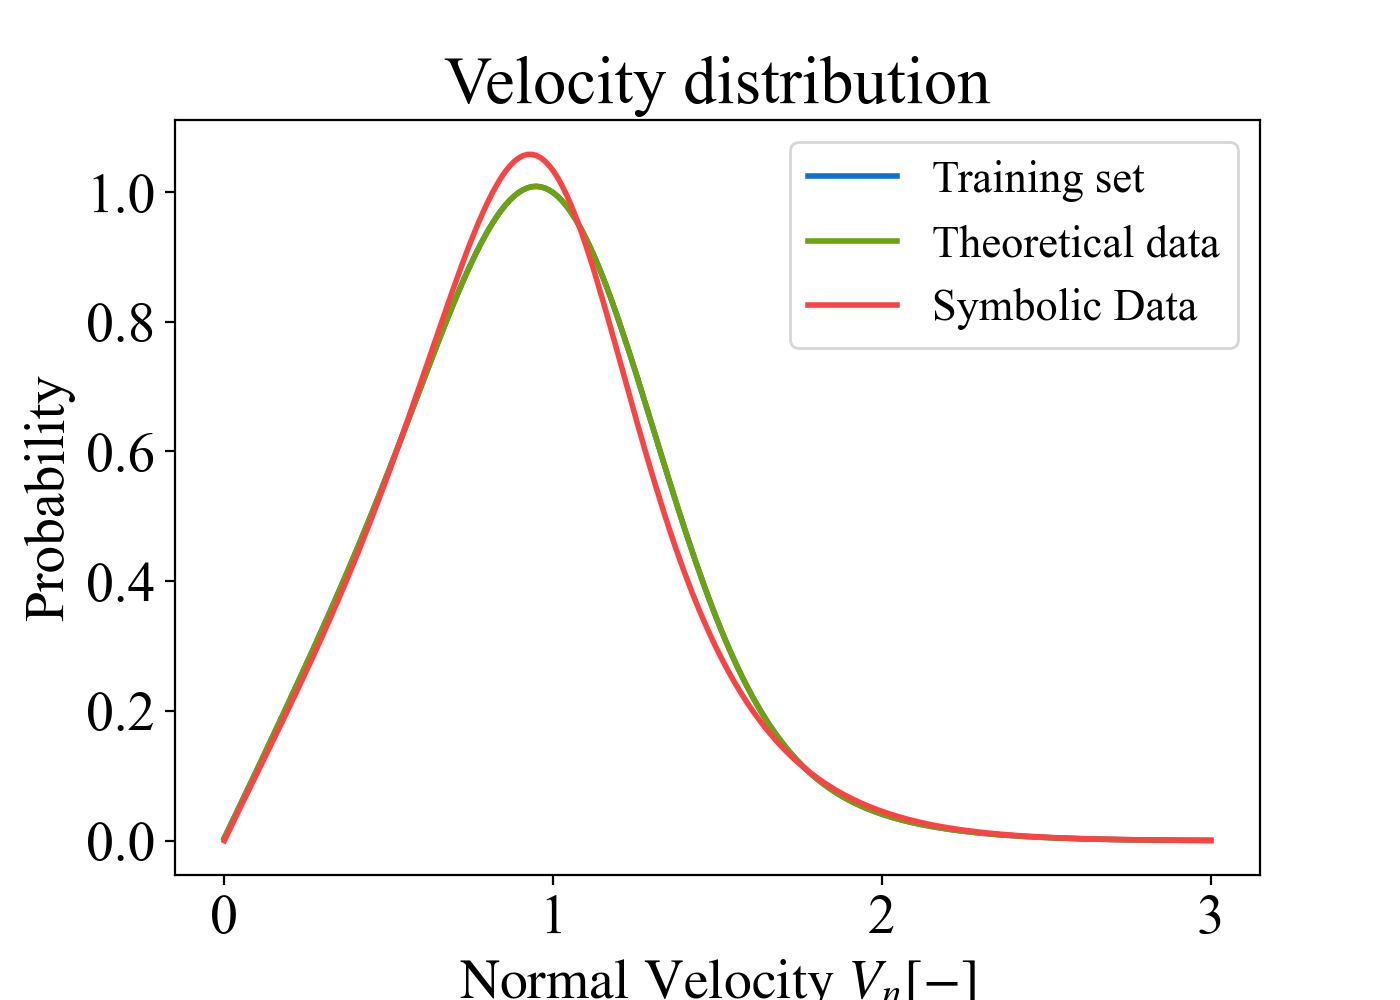 Velocity distribution
Training set
Theoretical data
Symbolic Data
Probability
1.0
0.8
0.6
0.4
0.2
0.0
0 1 2 3
Normal Velocity Vn[−]